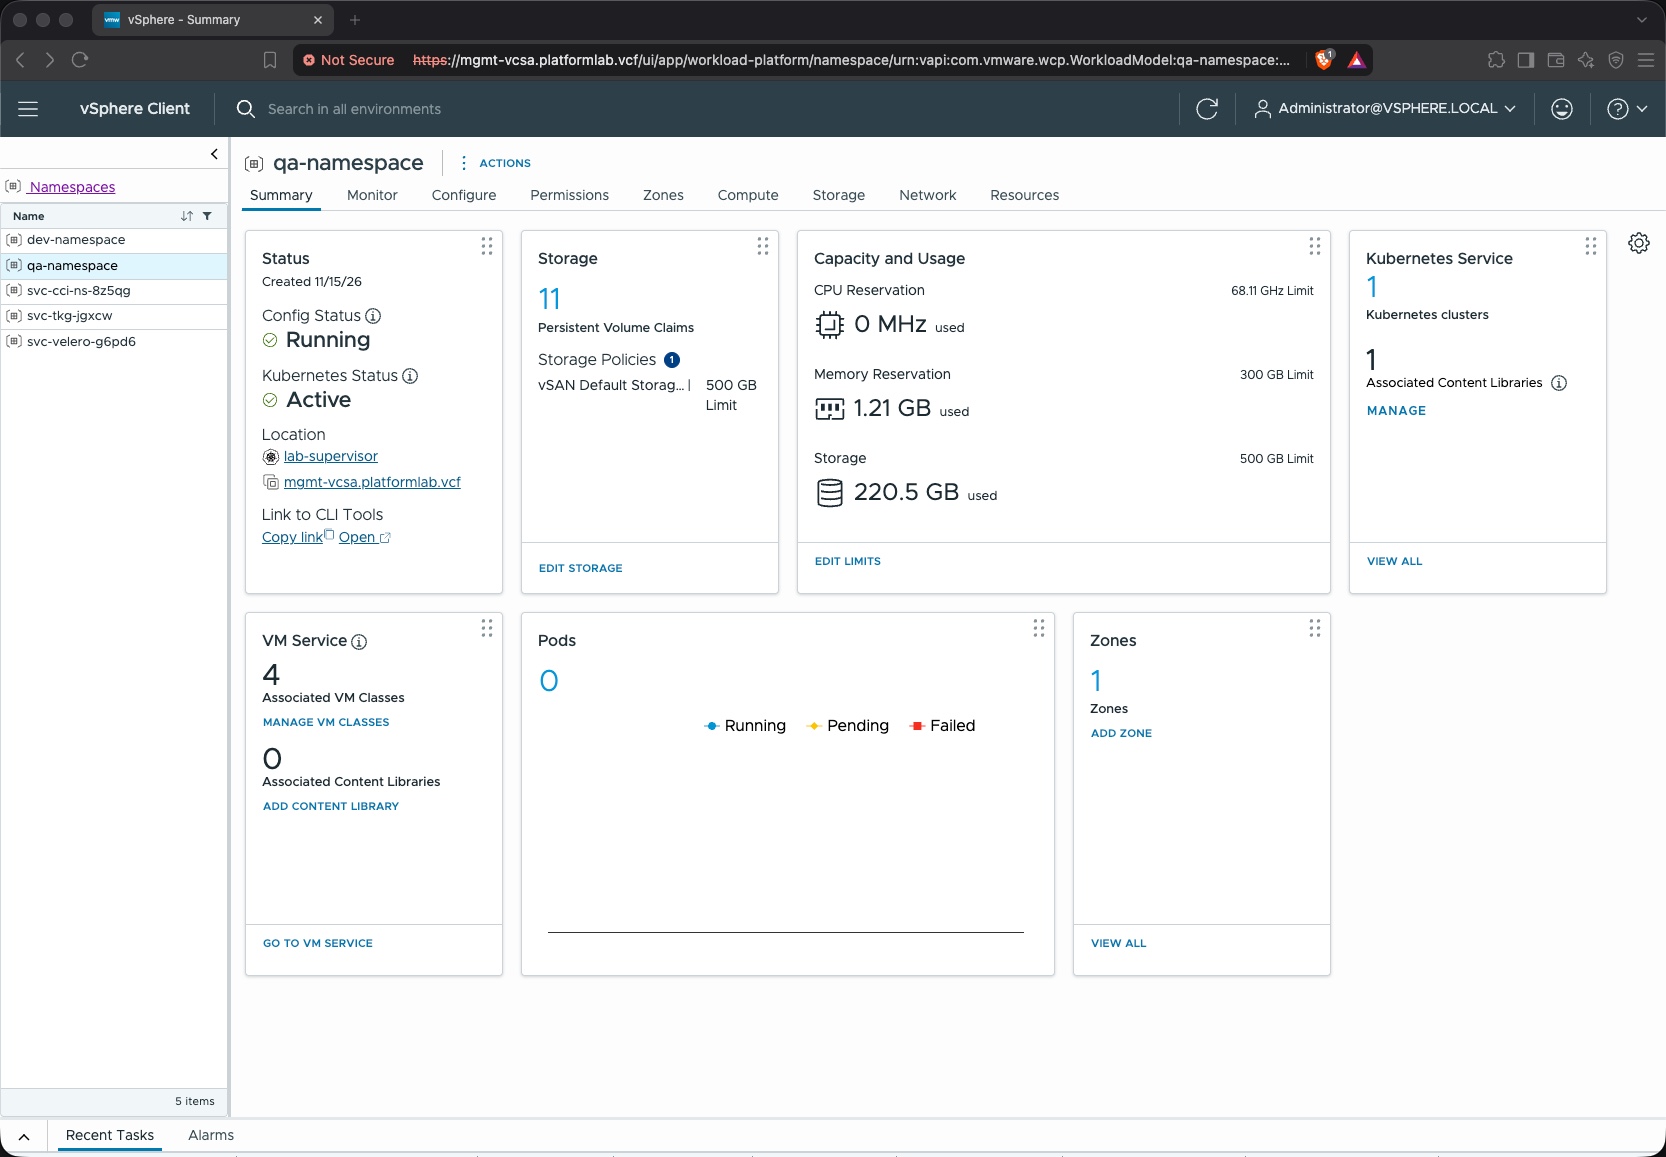 vmw vSphere - Summary
Not Secure https://mgmt-vcsa.platformlab.vcf/ui/app/workload-platform/namespace/urn:vapi:com.vmware.wcp.WorkloadModel:qa-namespace:... 1
vSphere Client Search in all environments Administrator@VSPHERE.LOCAL
Namespaces
Name
dev-namespace
qa-namespace
svc-cci-ns-8z5qg
svc-tkg-jgxcw
svc-velero-g6pd6
5 items
qa-namespace ACTIONS
Summary Monitor Configure Permissions Zones Compute Storage Network Resources
Status
Created 11/15/26
Config Status
Running
Kubernetes Status
Active
Location
lab-supervisor
mgmt-vcsa.platformlab.vcf
Link to CLI Tools
Copy link Open
Storage
11
Persistent Volume Claims
Storage Policies 1
vSAN Default Storag... | 500 GB
Limit
EDIT STORAGE
Capacity and Usage
CPU Reservation 68.11 GHz Limit
0 MHz used
Memory Reservation 300 GB Limit
1.21 GB used
Storage 500 GB Limit
220.5 GB used
EDIT LIMITS
Kubernetes Service
1
Kubernetes clusters
1
Associated Content Libraries
MANAGE
VIEW ALL
VM Service
4
Associated VM Classes
MANAGE VM CLASSES
0
Associated Content Libraries
ADD CONTENT LIBRARY
GO TO VM SERVICE
Pods
0
Running Pending Failed
Zones
1
Zones
ADD ZONE
VIEW ALL
Recent Tasks Alarms